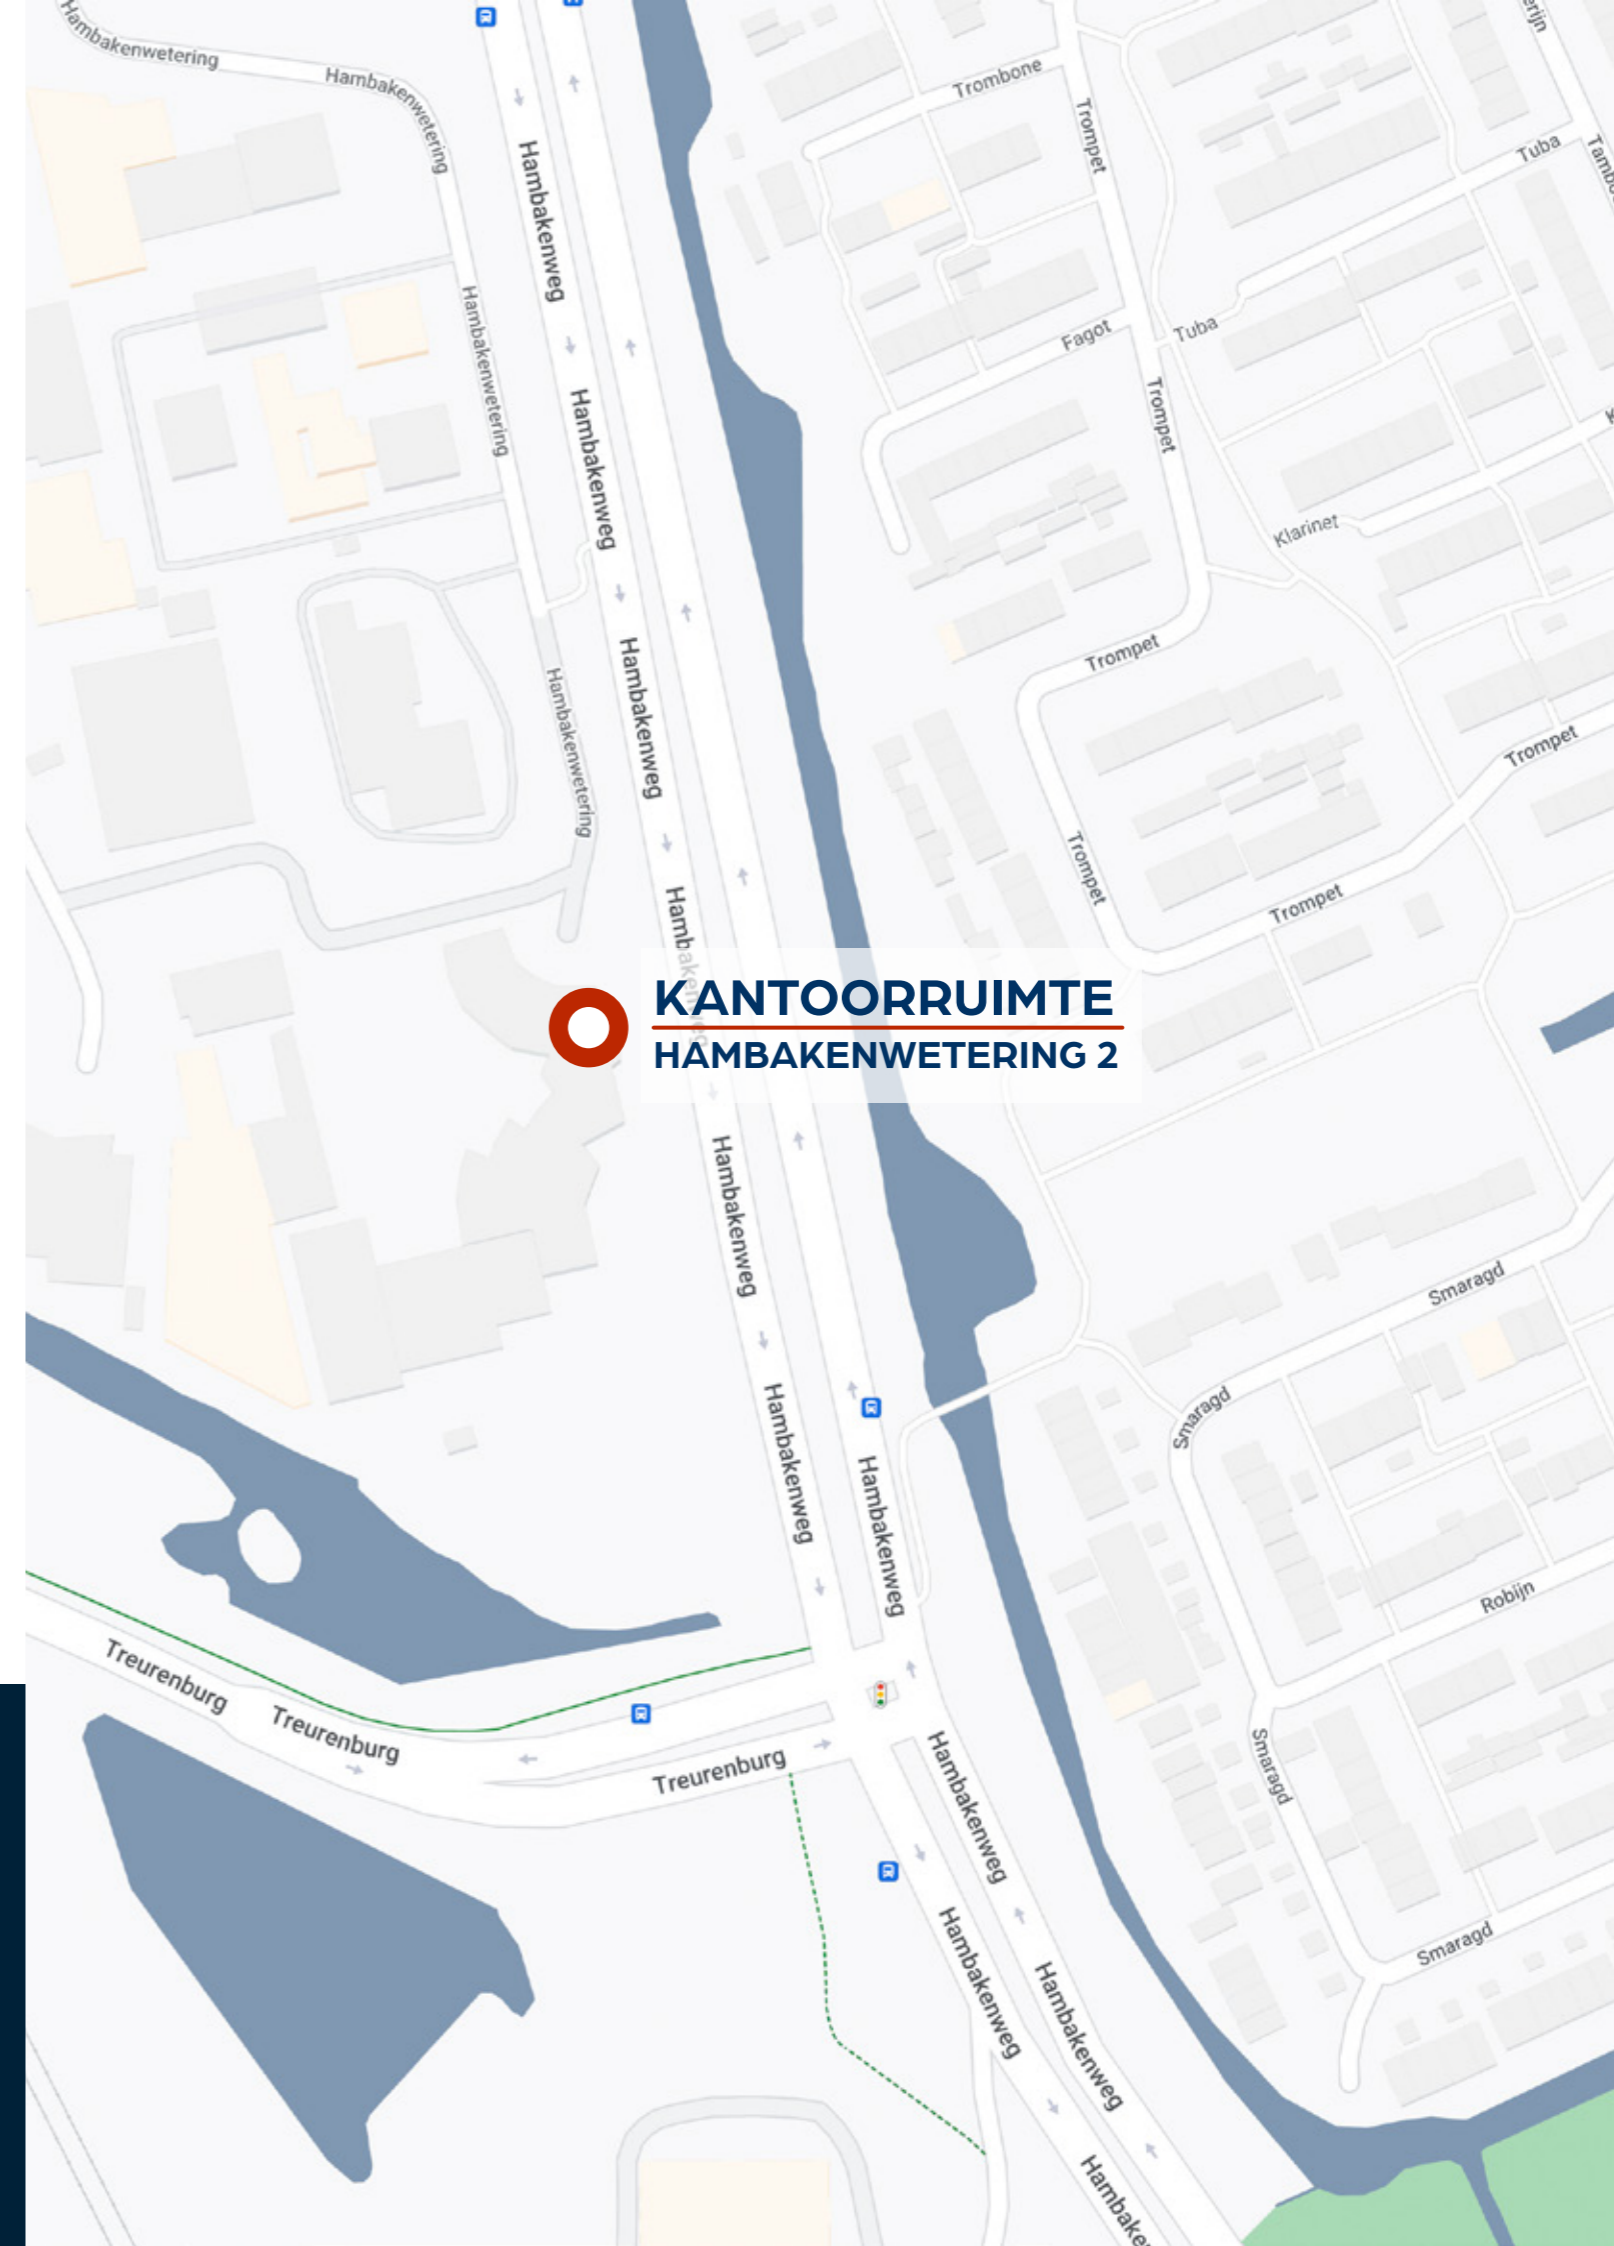 Hambakenwetering
Hambakenwetering
Trombone
Trompet
Tuba
Hambakenweg
Hambakenwetering
Fagot
Tuba
Trompet
Hambakenweg
Klarinet
Trompet
Hambakenweg
Hambakenwetering
Trompet
Trompet
Trompet
Hambakenweg
KANTOORRUIMTE
HAMBAKENWETERING 2
Hambakenweg
Smaragd
Smaragd
Hambakenweg
Hambakenweg
Robijn
Treurenburg
Treurenburg
Treurenburg
Hambakenweg
Smaragd
Hambakenweg
Smaragd
Hambakenweg